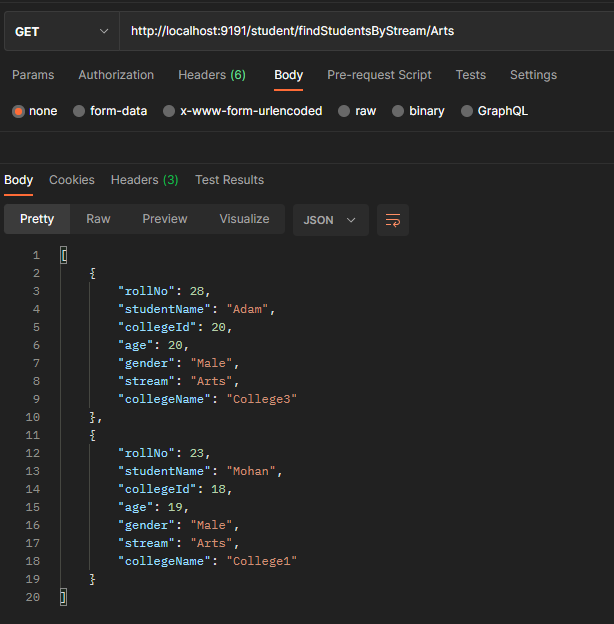 GET http://localhost:9191/student/findStudentsByStream/Arts
Params Authorization Headers (6) Body Pre-request Script Tests Settings
none form-data x-www-form-urlencoded raw binary GraphQL
Body Cookies Headers (3) Test Results
Pretty Raw Preview Visualize JSON
1 [
2 {
3 "rollNo": 28,
4 "studentName": "Adam",
5 "collegeId": 20,
6 "age": 20,
7 "gender": "Male",
8 "stream": "Arts",
9 "collegeName": "College3"
10 },
11 {
12 "rollNo": 23,
13 "studentName": "Mohan",
14 "collegeId": 18,
15 "age": 19,
16 "gender": "Male",
17 "stream": "Arts",
18 "collegeName": "College1"
19 }
20 ]